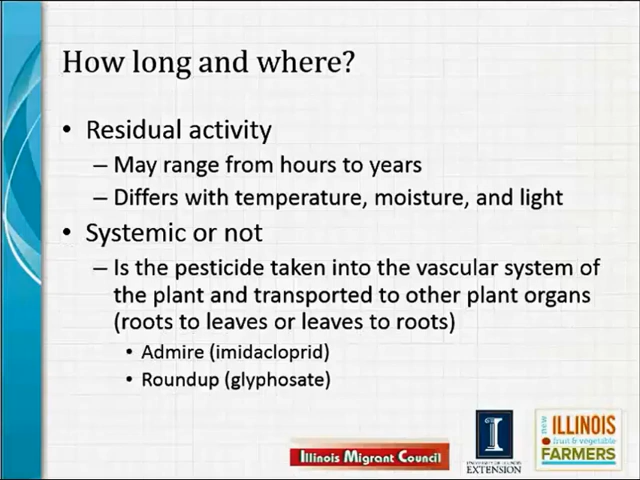 How long and where?
• Residual activity
– May range from hours to years
– Differs with temperature, moisture, and light
• Systemic or not
– Is the pesticide taken into the vascular system of
the plant and transported to other plant organs
(roots to leaves or leaves to roots)
• Admire (imidacloprid)
• Roundup (glyphosate)
Illinois Migrant Council
I
UNIVERSITY OF ILLINOIS
EXTENSION
new
ILLINOIS
fruit & vegetable
FARMERS